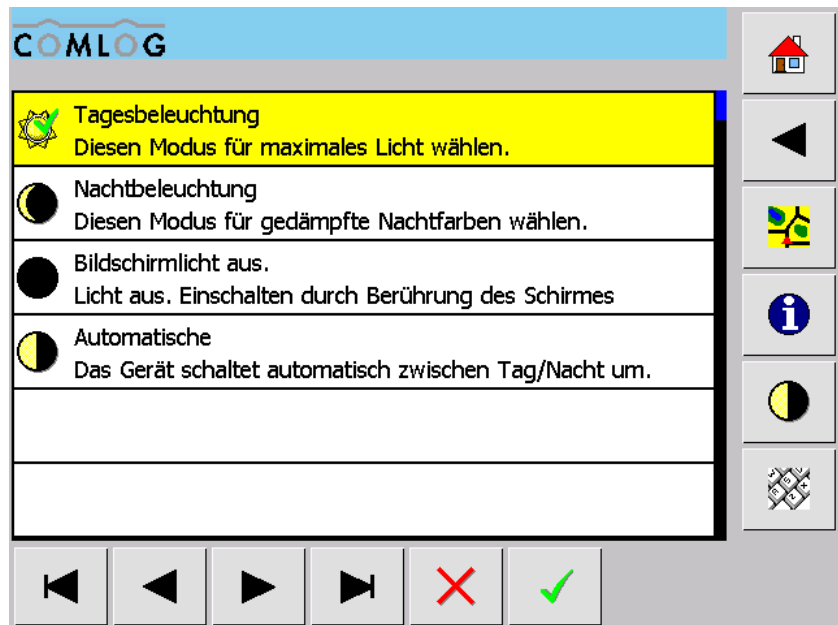 COMLOG
Tagesbeleuchtung
Diesen Modus für maximales Licht wählen.
Nachtbeleuchtung
Diesen Modus für gedämpfte Nachtfarben wählen.
Bildschirmlicht aus.
Licht aus. Einschalten durch Berührung des Schirmes
Automatische
Das Gerät schaltet automatisch zwischen Tag/Nacht um.